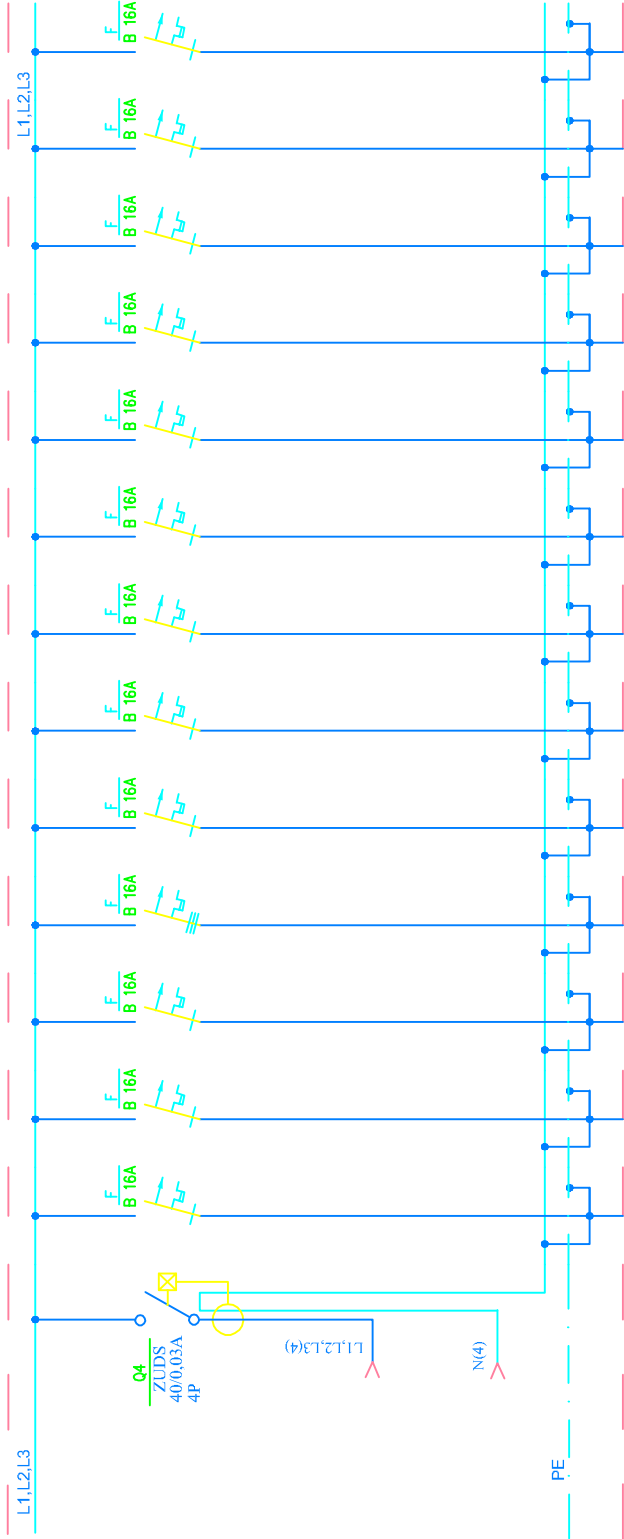 L1,L2,L3
F
B 16A
F
B 16A
F
B 16A
F
B 16A
F
B 16A
F
B 16A
F
B 16A
F
B 16A
F
B 16A
F
B 16A
F
B 16A
F
B 16A
F
B 16A
Q4
ZUDS
40/0,03A
4P
L1,L2,L3(4)
N(4)
L1,L2,L3
PE